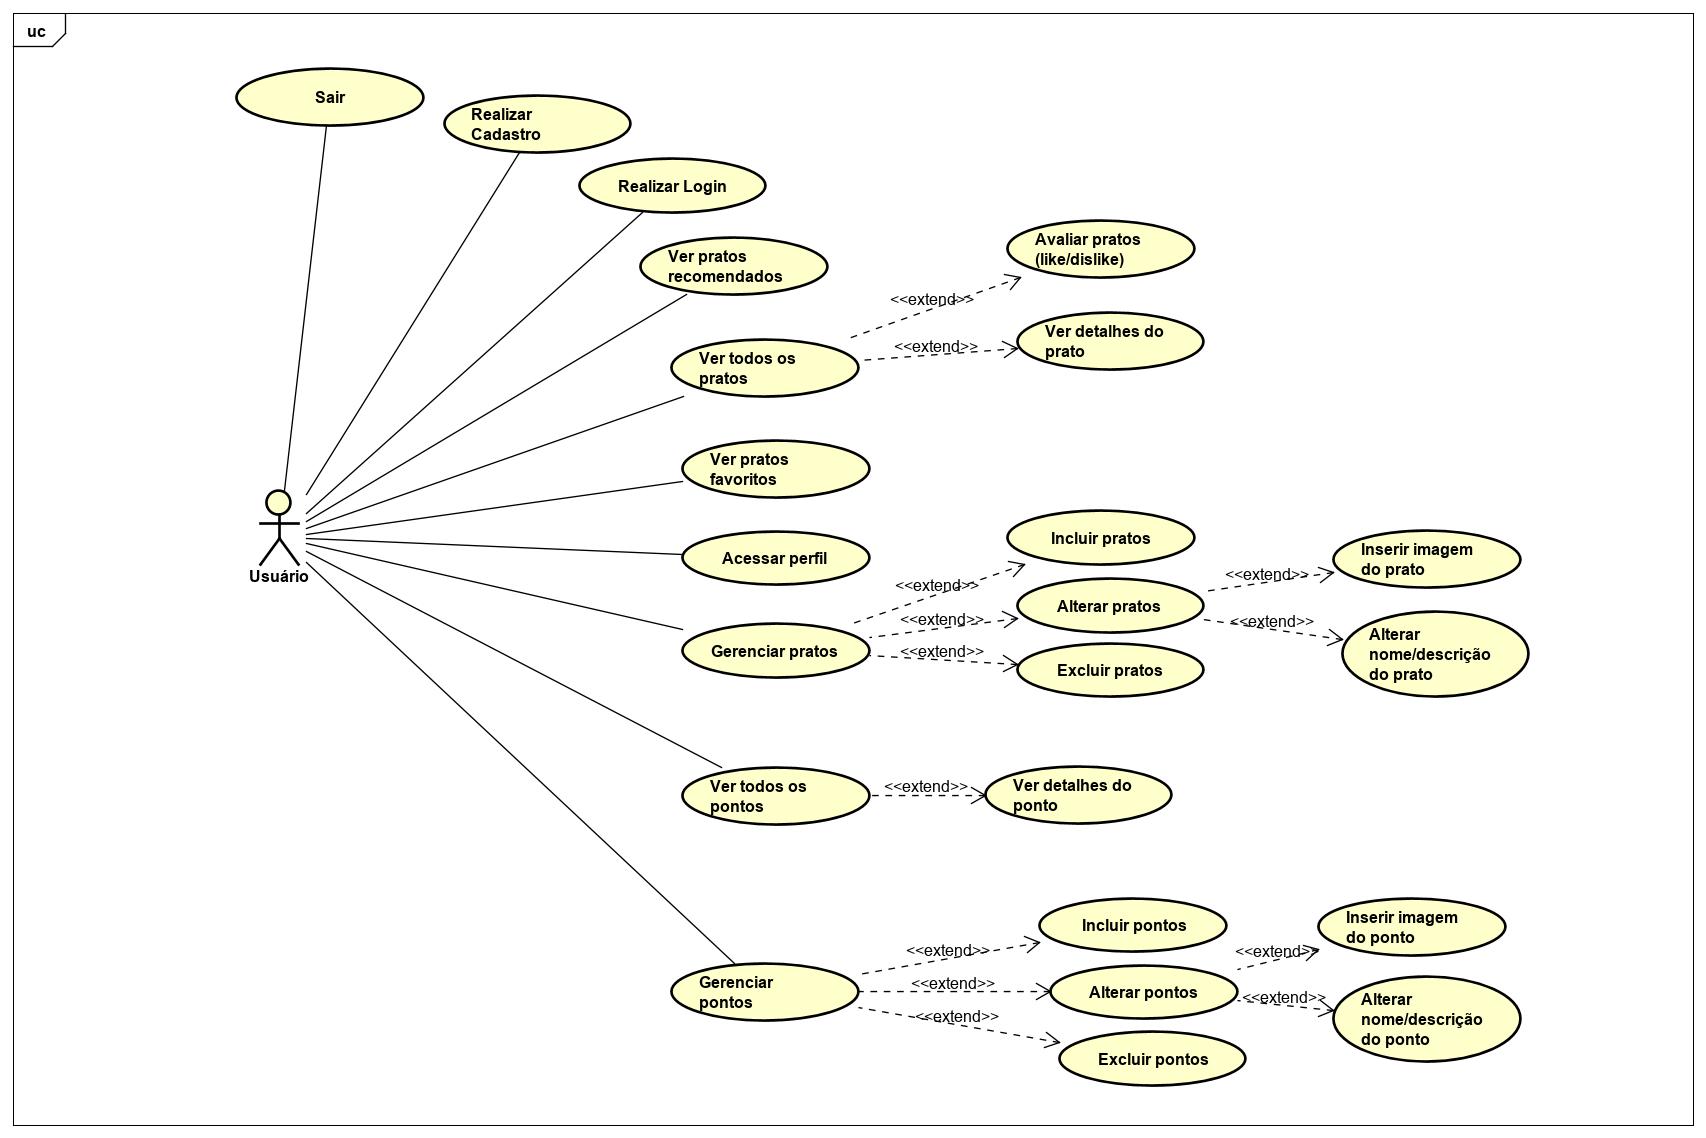 uc
Sair
Realizar
Cadastro
Realizar Login
Ver pratos
recomendados
Avaliar pratos
(like/dislike)
<<extend>>
Ver detalhes do
prato
<<extend>>
Ver todos os
pratos
Ver pratos
favoritos
Usuário
Acessar perfil
Incluir pratos
<<extend>>
Inserir imagem
do prato
<<extend>>
Alterar pratos
<<extend>>
<<extend>>
Alterar
nome/descrição
do prato
Gerenciar pratos
<<extend>>
Excluir pratos
Ver todos os
pontos
<<extend>>
Ver detalhes do
ponto
Incluir pontos
<<extend>>
Inserir imagem
do ponto
<<extend>>
Gerenciar
pontos
<<extend>>
Alterar pontos
<<extend>>
Alterar
nome/descrição
do ponto
<<extend>>
Excluir pontos